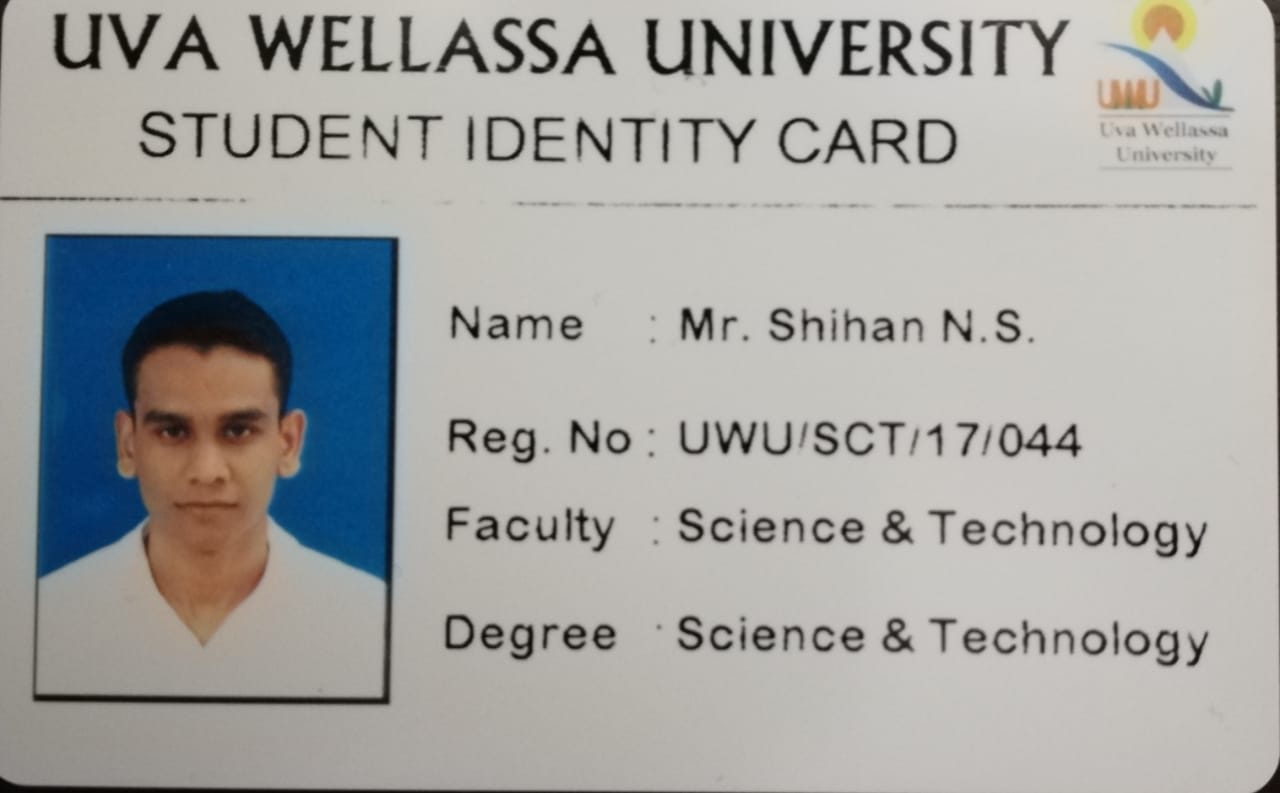 UVA WELLASSA UNIVERSITY
STUDENT IDENTITY CARD
UWU
Uva Wellassa
University
Name : Mr. Shihan N.S.
Reg. No : UWU/SCT/17/044
Faculty : Science & Technology
Degree : Science & Technology